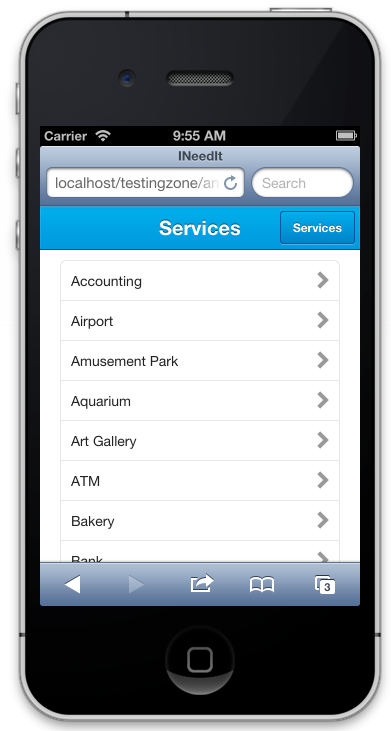 Carrier 9:55 AM
INeedIt
localhost/testingzone/an Search
Services Services
Accounting
Airport
Amusement Park
Aquarium
Art Gallery
ATM
Bakery
Bank
3